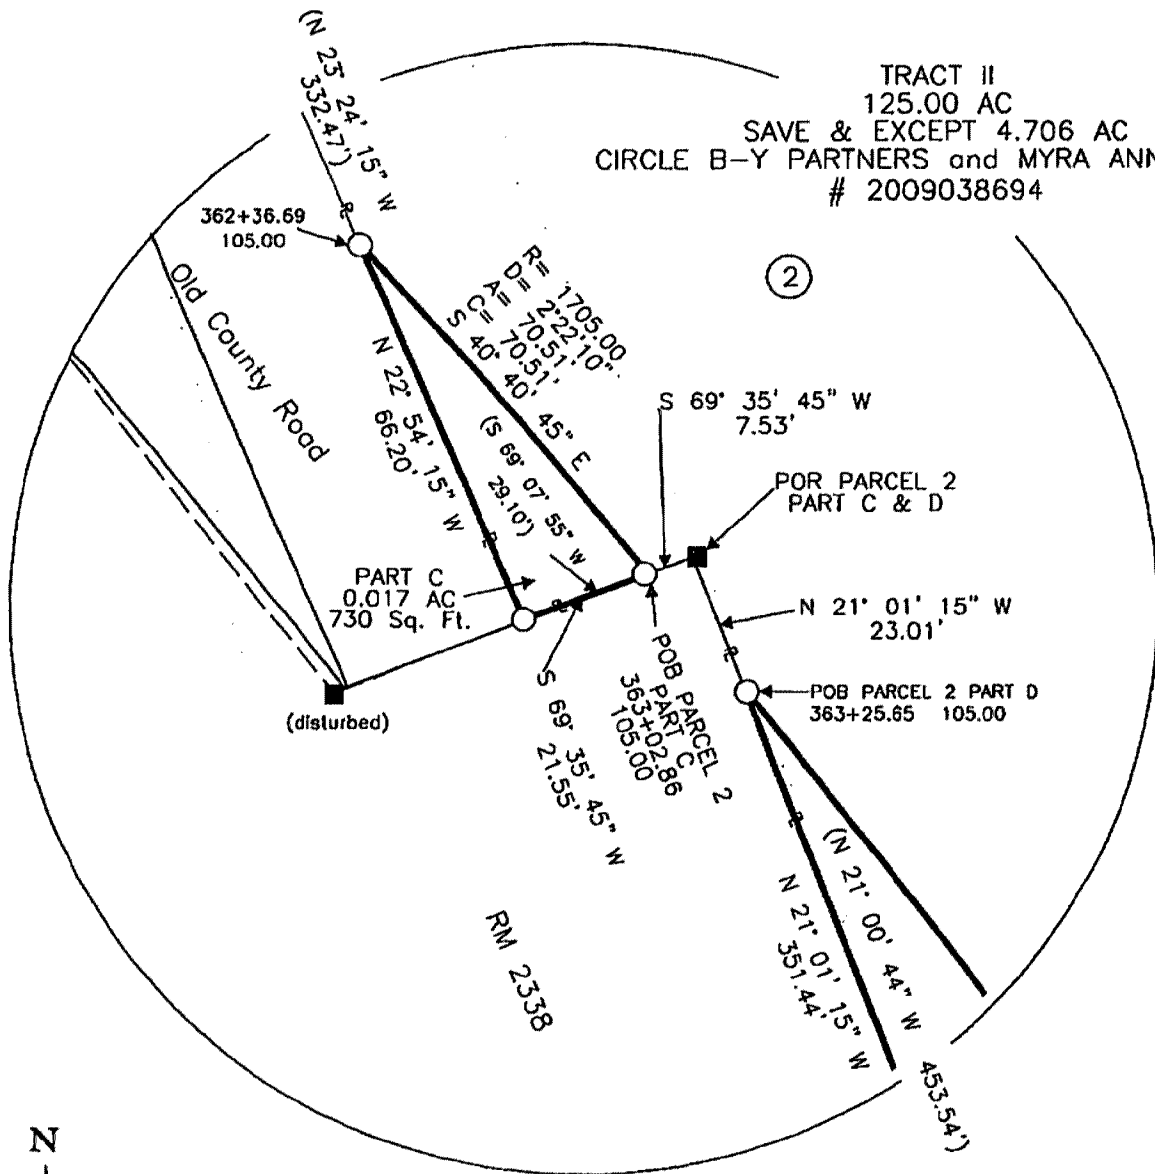 TRACT II
125.00 AC
SAVE & EXCEPT 4.706 AC
CIRCLE B-Y PARTNERS and MYRA ANN
# 2009038694
(N 23° 24' 15" W
332.47')
362+36.69
105.00
2
Old County Road
R= 1705.00
D= 2°22'10"
A= 70.51'
C= 70.51'
S 40° 40' 45" E
N 22° 54' 15" W
66.20'
(S 69° 07' 55" W
29.10')
S 69° 35' 45" W
7.53'
POR PARCEL 2
PART C & D
PART C
0.017 AC
730 Sq. Ft.
N 21° 01' 15" W
23.01'
POB PARCEL 2
PART C
363+02.86
105.00
POB PARCEL 2 PART D
363+25.65 105.00
(disturbed)
S 69° 35' 45" W
21.55'
(N 21° 00' 44" W 453.54')
N 21° 01' 15" W
351.44'
RM 2338
N